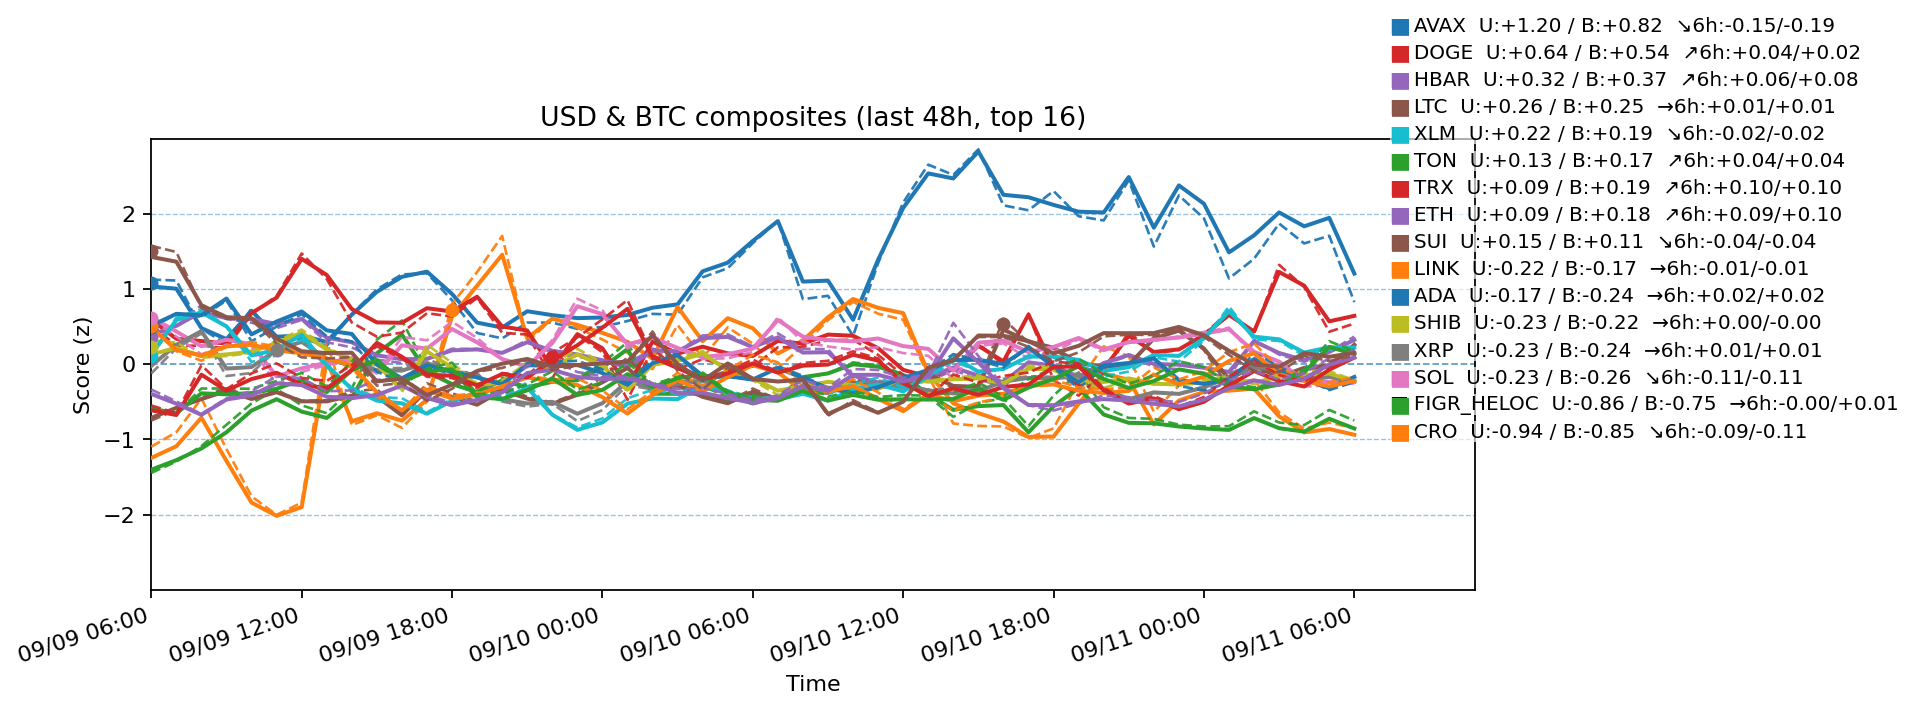 AVAX U:+1.20 / B:+0.82 ↘6h:-0.15/-0.19
DOGE U:+0.64 / B:+0.54 ↗6h:+0.04/+0.02
HBAR U:+0.32 / B:+0.37 ↗6h:+0.06/+0.08
LTC U:+0.26 / B:+0.25 →6h:+0.01/+0.01
XLM U:+0.22 / B:+0.19 ↘6h:-0.02/-0.02
TON U:+0.13 / B:+0.17 ↗6h:+0.04/+0.04
TRX U:+0.09 / B:+0.19 ↗6h:+0.10/+0.10
ETH U:+0.09 / B:+0.18 ↗6h:+0.09/+0.10
SUI U:+0.15 / B:+0.11 ↘6h:-0.04/-0.04
LINK U:-0.22 / B:-0.17 →6h:-0.01/-0.01
ADA U:-0.17 / B:-0.24 →6h:+0.02/+0.02
SHIB U:-0.23 / B:-0.22 →6h:+0.00/-0.00
XRP U:-0.23 / B:-0.24 →6h:+0.01/+0.01
SOL U:-0.23 / B:-0.26 ↘6h:-0.11/-0.11
FIGR_HELOC U:-0.86 / B:-0.75 →6h:-0.00/+0.01
CRO U:-0.94 / B:-0.85 ↘6h:-0.09/-0.11
USD & BTC composites (last 48h, top 16)
Score (z)
2
1
0
−1
−2
09/09 06:00
09/09 12:00
09/09 18:00
09/10 00:00
09/10 06:00
09/10 12:00
09/10 18:00
09/11 00:00
09/11 06:00
Time